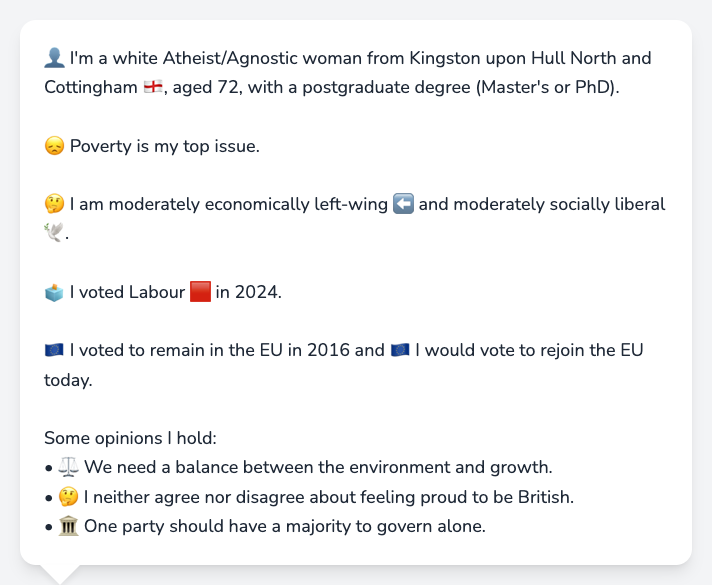 👤 I'm a white Atheist/Agnostic woman from Kingston upon Hull North and
Cottingham 🏴󠁧󠁢󠁥󠁮󠁧󠁿, aged 72, with a postgraduate degree (Master's or PhD).
😞 Poverty is my top issue.
🤔 I am moderately economically left-wing ⬅️ and moderately socially liberal
🕊️.
🗳️ I voted Labour 🟥 in 2024.
🇪🇺 I voted to remain in the EU in 2016 and 🇪🇺 I would vote to rejoin the EU
today.
Some opinions I hold:
• ⚖️ We need a balance between the environment and growth.
• 🤔 I neither agree nor disagree about feeling proud to be British.
• 🏛️ One party should have a majority to govern alone.